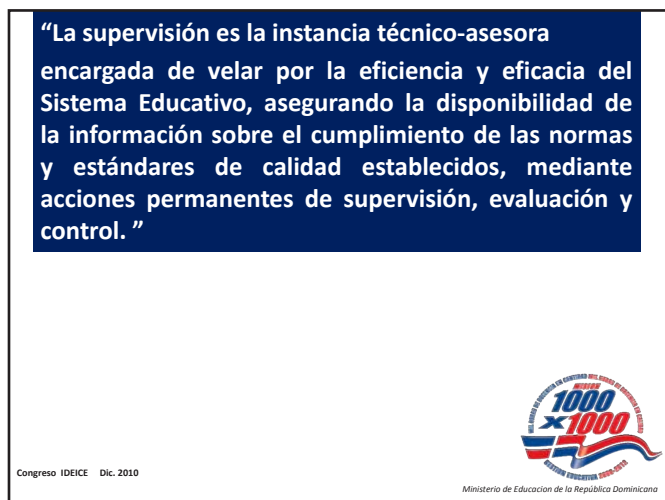 “La supervisión es la instancia técnico-asesora
encargada de velar por la eficiencia y eficacia del
Sistema Educativo, asegurando la disponibilidad de
la información sobre el cumplimiento de las normas
y estándares de calidad establecidos, mediante
acciones permanentes de supervisión, evaluación y
control. ”
1000
x1000
Congreso IDEICE Dic. 2010
Ministerio de Educacion de la República Dominicana